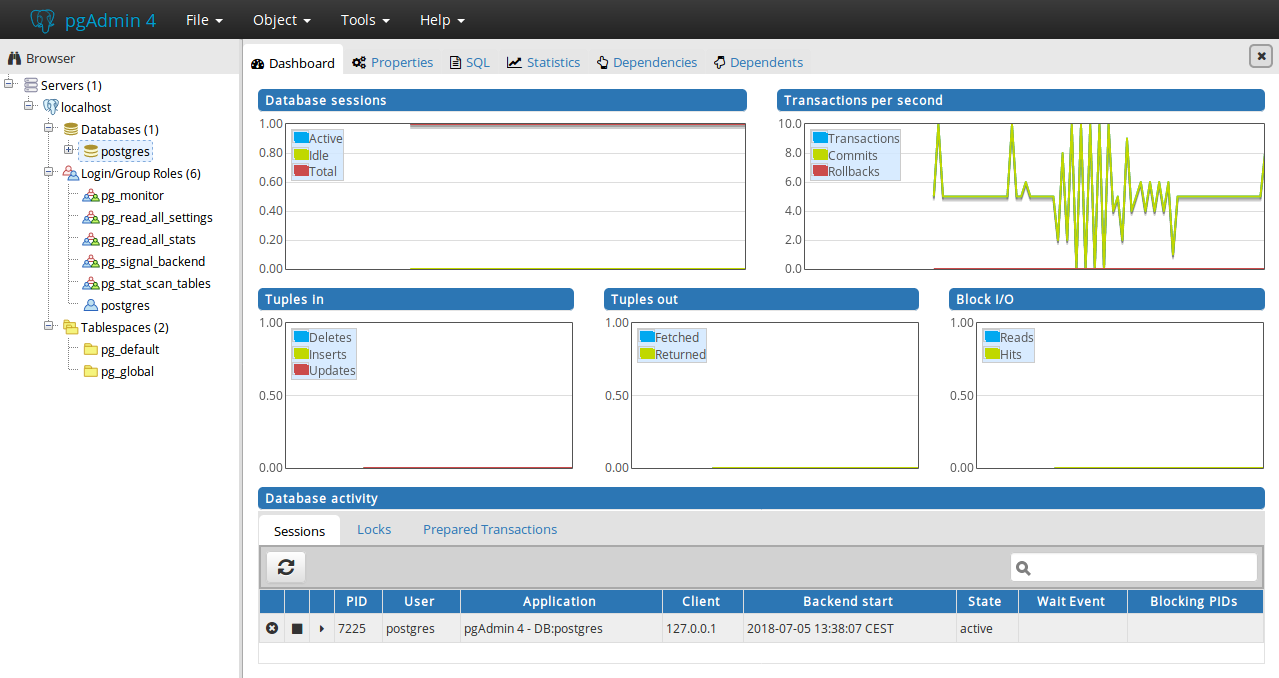 pgAdmin 4 File Object Tools Help
Browser
Servers (1)
localhost
Databases (1)
postgres
Login/Group Roles (6)
pg_monitor
pg_read_all_settings
pg_read_all_stats
pg_signal_backend
pg_stat_scan_tables
postgres
Tablespaces (2)
pg_default
pg_global
Dashboard Properties SQL Statistics Dependencies Dependents
Database sessions
1.00
0.80
0.60
0.40
0.20
0.00
Active
Idle
Total
Transactions per second
10.0
8.0
6.0
4.0
2.0
0.0
Transactions
Commits
Rollbacks
Tuples In
1.00
0.50
0.00
Deletes
Inserts
Updates
Tuples out
1.00
0.50
0.00
Fetched
Returned
Block I/O
1.00
0.50
0.00
Reads
Hits
Database activity
Sessions Locks Prepared Transactions
PID User Application Client Backend start State Wait Event Blocking PIDs
7225 postgres pgAdmin 4 - DB:postgres 127.0.0.1 2018-07-05 13:38:07 CEST active